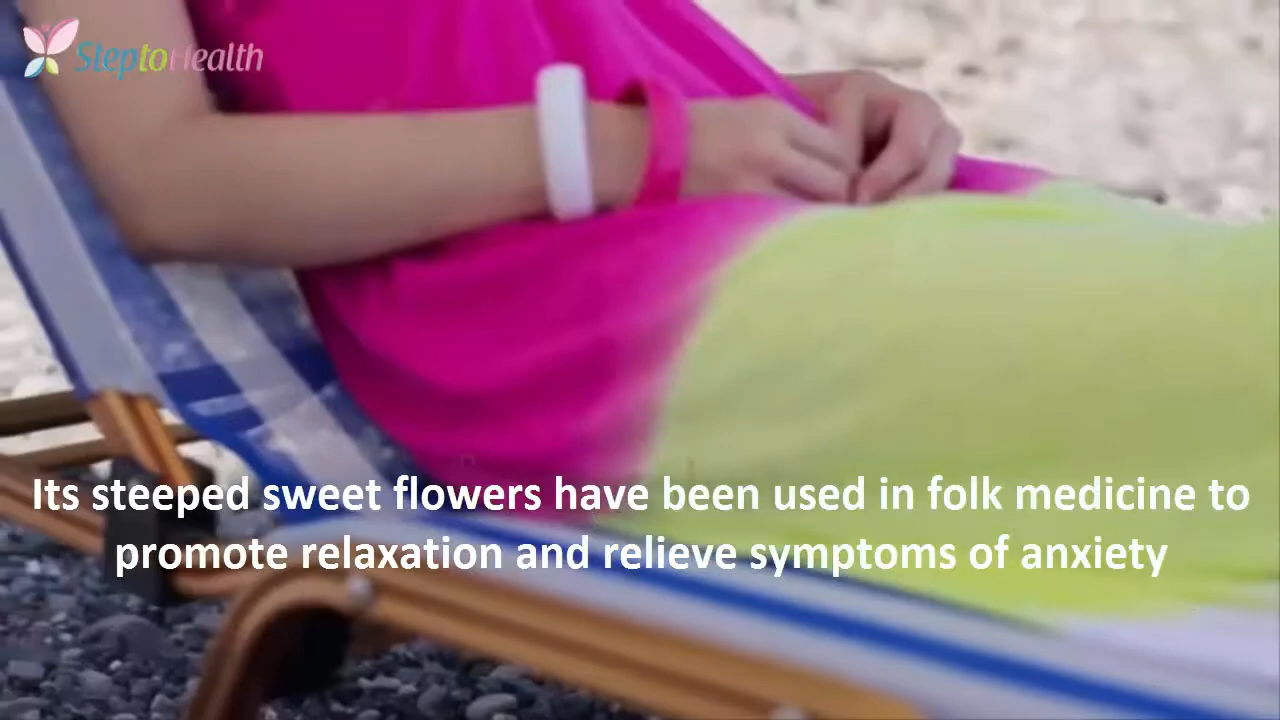 SteptoHealth
Its steeped sweet flowers have been used in folk medicine to
promote relaxation and relieve symptoms of anxiety